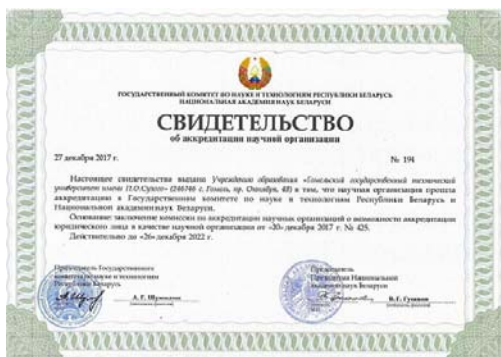 ГОСУДАРСТВЕННЫЙ КОМИТЕТ ПО НАУКЕ И ТЕХНОЛОГИЯМ РЕСПУБЛИКИ БЕЛАРУСЬ
НАЦИОНАЛЬНАЯ АКАДЕМИЯ НАУК БЕЛАРУСИ
СВИДЕТЕЛЬСТВО
об аккредитации научной организации
27 декабря 2017 г. № 194
Настоящее свидетельство выдано Учреждению образования «Гомельский государственный технический
университет имени П.О.Сухого» (246746 г. Гомель, пр. Октября, 48) в том, что научная организация прошла
аккредитацию в Государственном комитете по науке и технологиям Республики Беларусь и
Национальной академии наук Беларуси.
Основание: заключение комиссии по аккредитации научных организаций о возможности аккредитации
юридического лица в качестве научной организации от «20» декабря 2017 г. № 425.
Действительно до «26» декабря 2022 г.
Председатель Государственного
комитета по науке и технологиям
Республики Беларусь
А. Г. Шумилин
Председатель
Президиума Национальной
академии наук Беларуси
В.Г. Гусаков